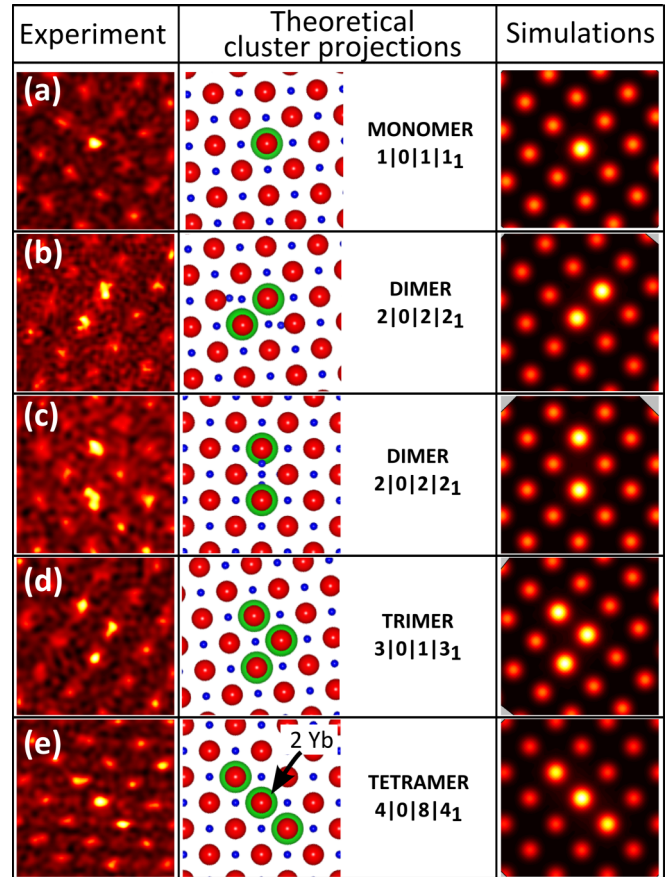 Experiment
Theoretical
cluster projections
Simulations
(a)
MONOMER
1|0|1|1₁
(b)
DIMER
2|0|2|2₁
(c)
DIMER
2|0|2|2₁
(d)
TRIMER
3|0|1|3₁
(e)
2 Yb
TETRAMER
4|0|8|4₁